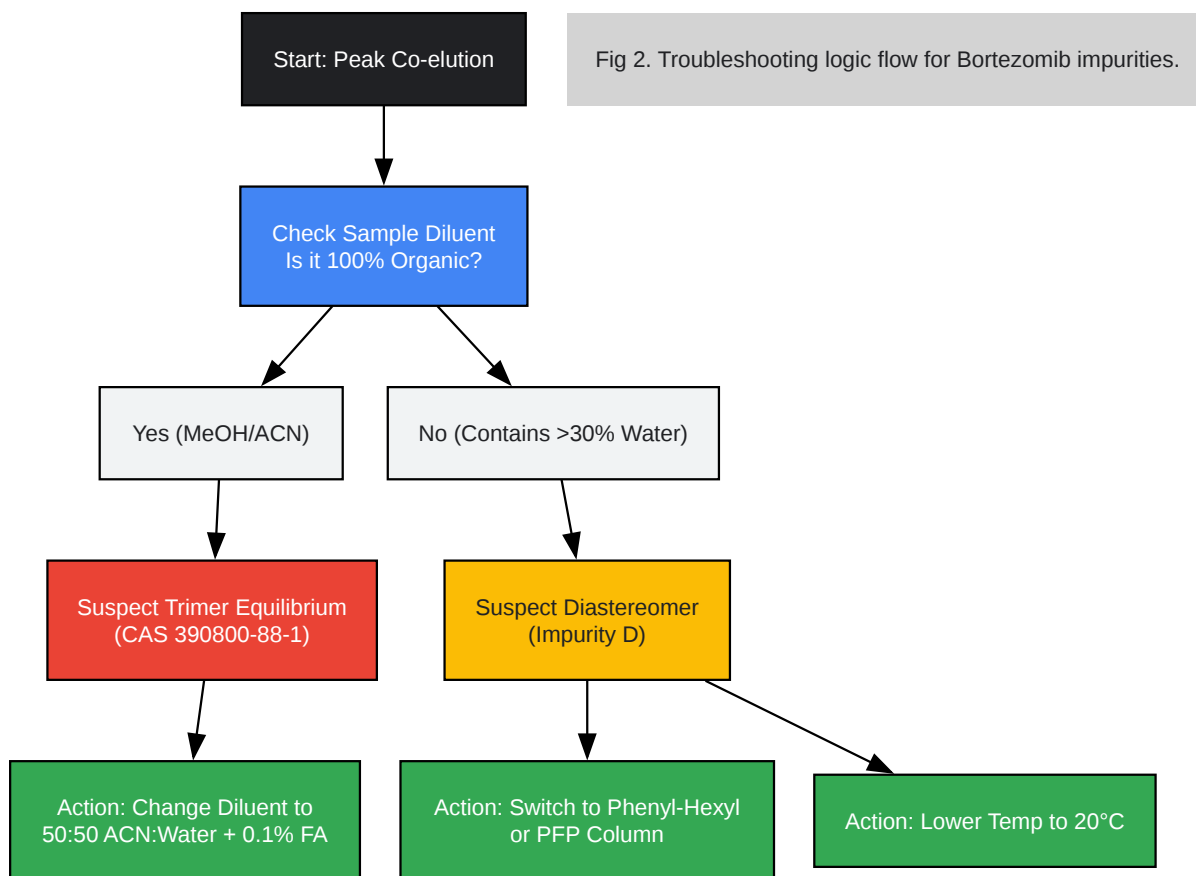 Start: Peak Co-elution
Fig 2. Troubleshooting logic flow for Bortezomib impurities.
Check Sample Diluent
Is it 100% Organic?
Yes (MeOH/ACN)
No (Contains >30% Water)
Suspect Trimer Equilibrium
(CAS 390800-88-1)
Suspect Diastereomer
(Impurity D)
Action: Change Diluent to
50:50 ACN:Water + 0.1% FA
Action: Switch to Phenyl-Hexyl
or PFP Column
Action: Lower Temp to 20°C